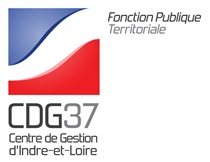 Fonction Publique
Territoriale
CDG37
Centre de Gestion
d'Indre-et-Loire